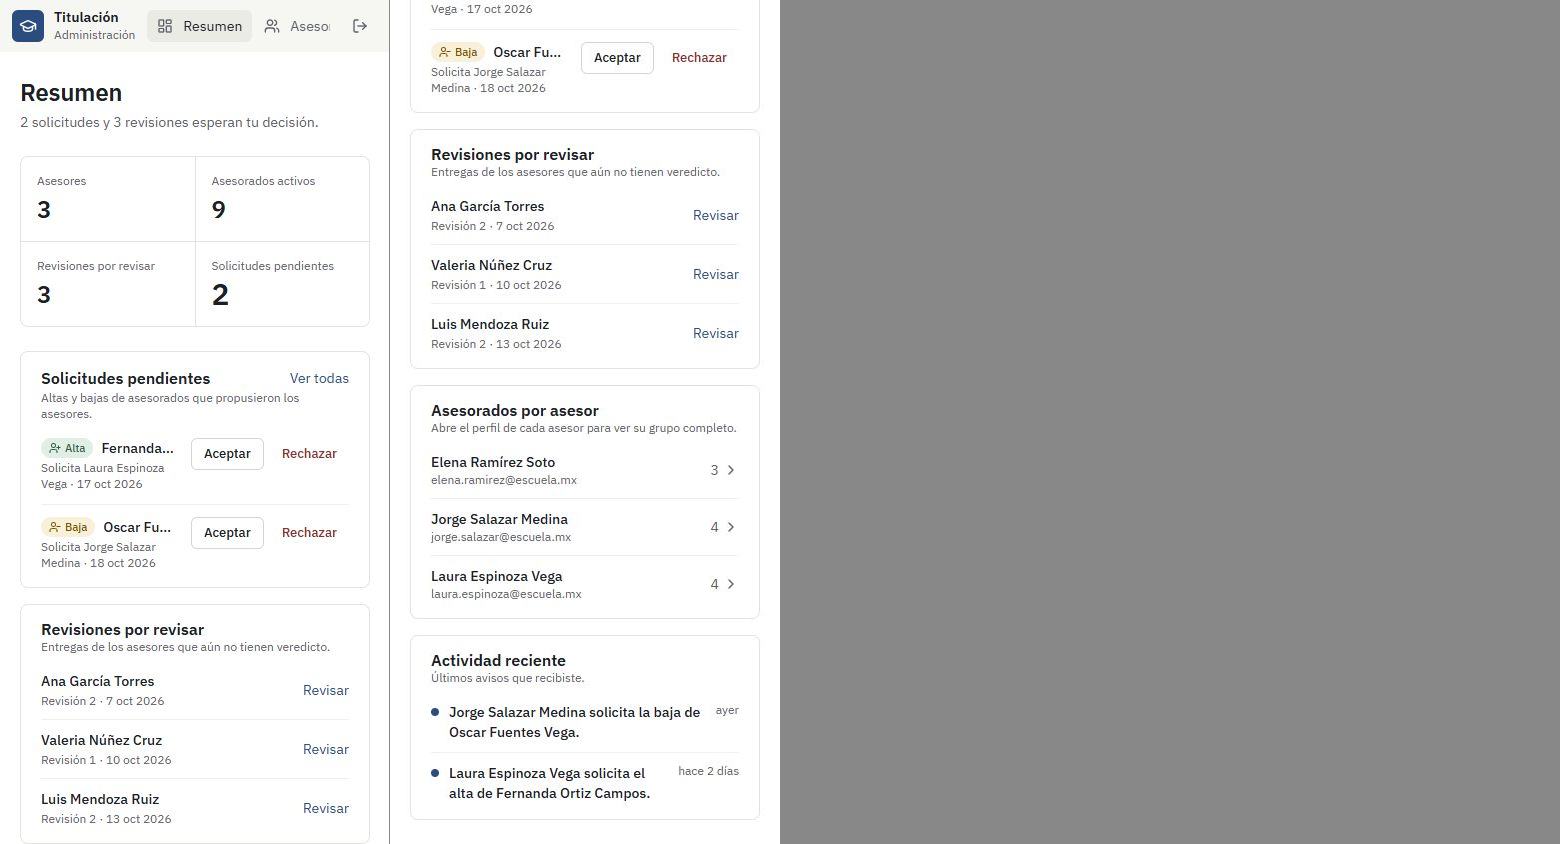 Titulación
Administración
Resumen
Asesor
Resumen
2 solicitudes y 3 revisiones esperan tu decisión.
Asesores
3
Asesorados activos
9
Revisiones por revisar
3
Solicitudes pendientes
2
Solicitudes pendientes
Ver todas
Altas y bajas de asesorados que propusieron los
asesores.
Alta
Fernanda...
Aceptar
Rechazar
Solicita Laura Espinoza
Vega · 17 oct 2026
Baja
Oscar Fu...
Aceptar
Rechazar
Solicita Jorge Salazar
Medina · 18 oct 2026
Revisiones por revisar
Entregas de los asesores que aún no tienen veredicto.
Ana García Torres
Revisión 2 · 7 oct 2026
Revisar
Valeria Núñez Cruz
Revisión 1 · 10 oct 2026
Revisar
Luis Mendoza Ruiz
Revisión 2 · 13 oct 2026
Revisar
Vega · 17 oct 2026
Baja
Oscar Fu...
Aceptar
Rechazar
Solicita Jorge Salazar
Medina · 18 oct 2026
Revisiones por revisar
Entregas de los asesores que aún no tienen veredicto.
Ana García Torres
Revisión 2 · 7 oct 2026
Revisar
Valeria Núñez Cruz
Revisión 1 · 10 oct 2026
Revisar
Luis Mendoza Ruiz
Revisión 2 · 13 oct 2026
Revisar
Asesorados por asesor
Abre el perfil de cada asesor para ver su grupo completo.
Elena Ramírez Soto
elena.ramirez@escuela.mx
3
Jorge Salazar Medina
jorge.salazar@escuela.mx
4
Laura Espinoza Vega
laura.espinoza@escuela.mx
4
Actividad reciente
Últimos avisos que recibiste.
Jorge Salazar Medina solicita la baja de
Oscar Fuentes Vega.
ayer
Laura Espinoza Vega solicita el
alta de Fernanda Ortiz Campos.
hace 2 días